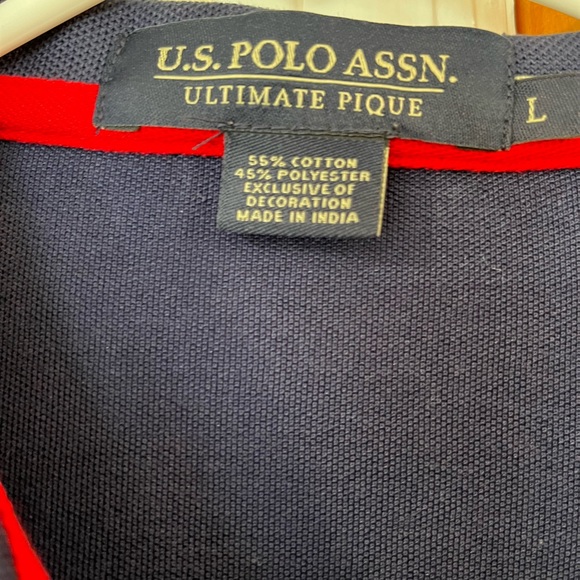 U.S. POLO ASSN.
ULTIMATE PIQUE
L
55% COTTON
45% POLYESTER
EXCLUSIVE OF
DECORATION
MADE IN INDIA